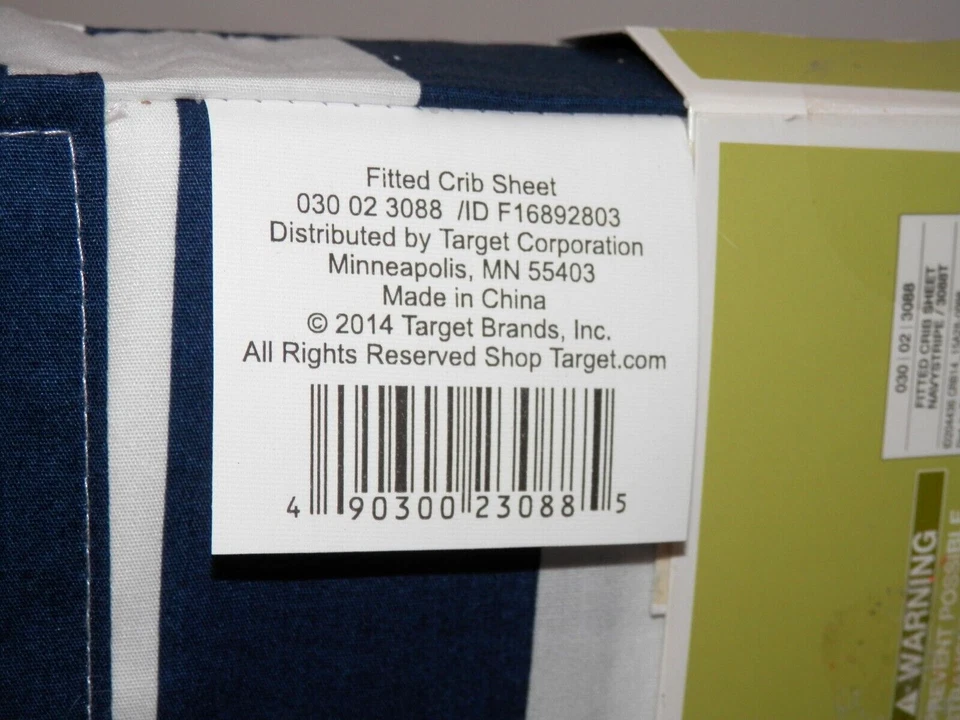 Fitted Crib Sheet
030 02 3088 /ID F16892803
Distributed by Target Corporation
Minneapolis, MN 55403
Made in China
© 2014 Target Brands, Inc.
All Rights Reserved Shop Target.com
4 90300 23088 5
030 | 02 | 3088
FITTED CRIB SHEET
NAVYSTRIPE / 3088T
WARNING
PREVENT POSSIBLE